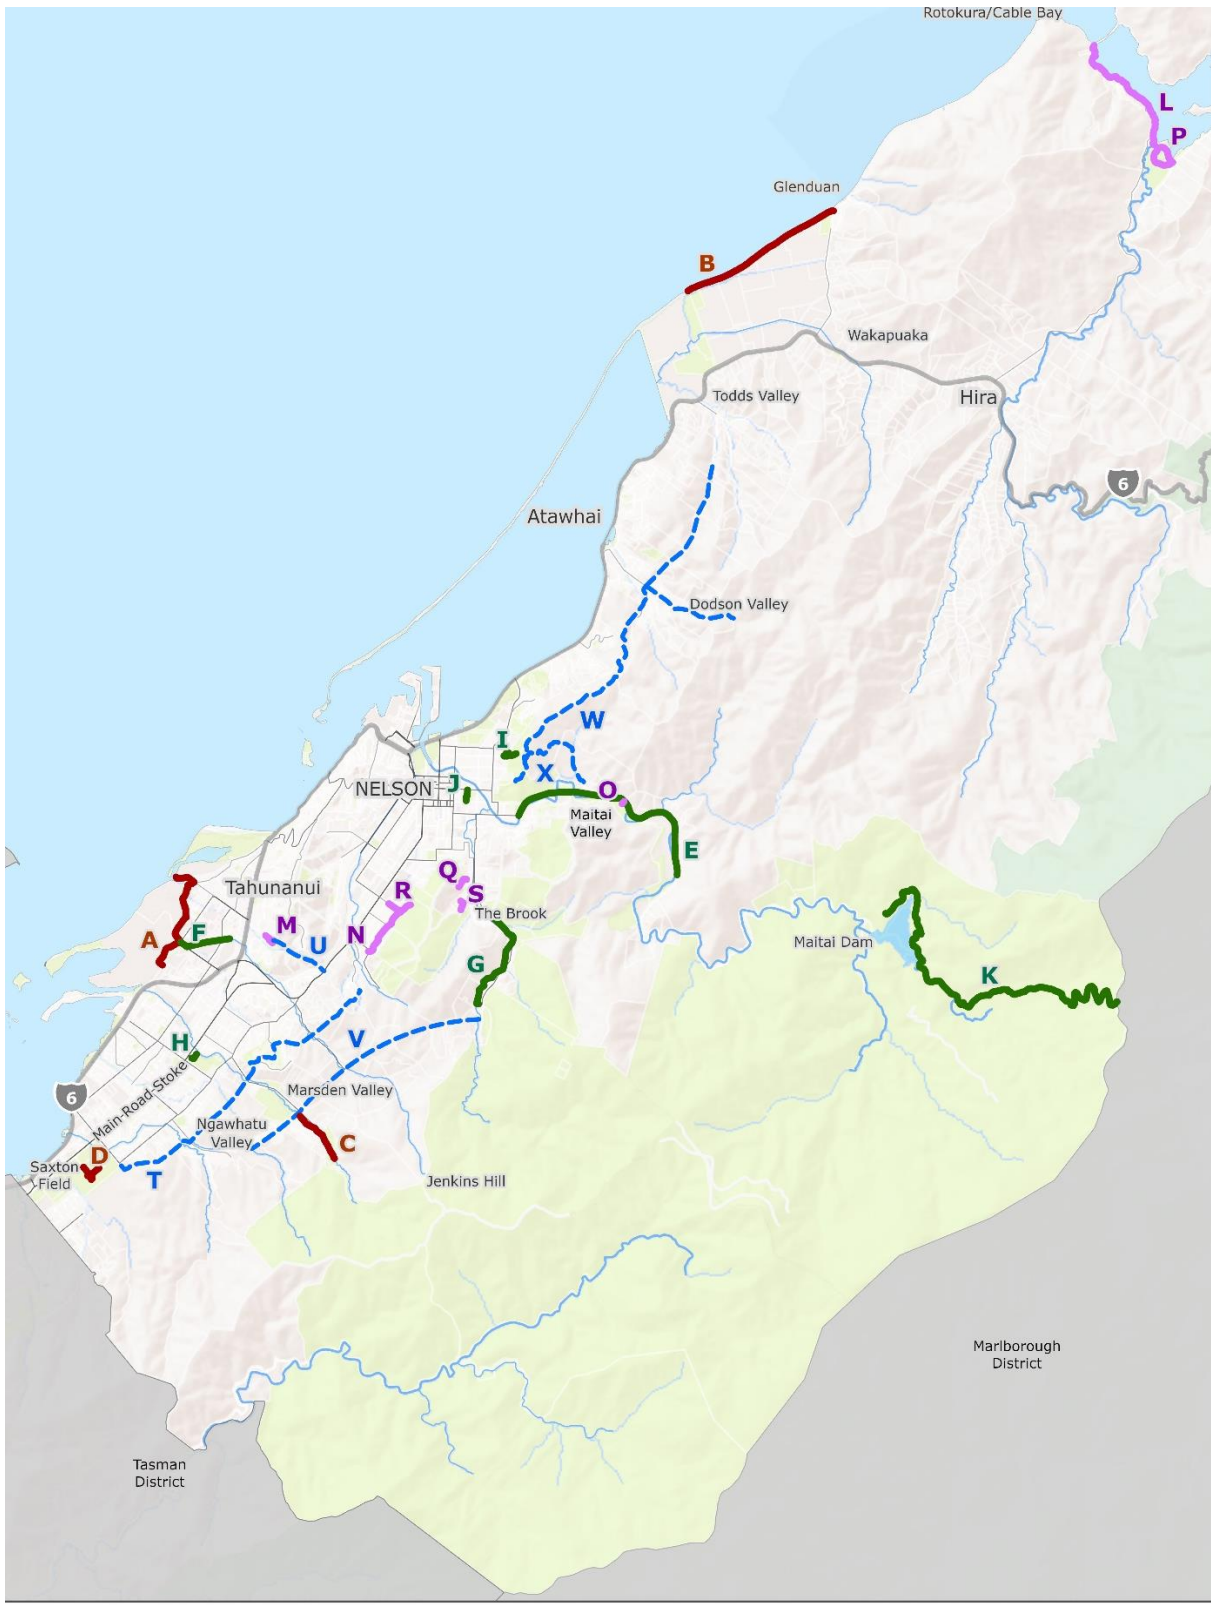 Rotokura/Cable Bay
L
P
Glenduan
B
Wakapuaka
Todds Valley
Hira
6
Atawhai
Dodson Valley
W
I
X
NELSON
J
O
Maitai
Valley
E
Q
R
S
Tahunanui
The Brook
M
N
A
F
U
Maitai Dam
G
K
H
V
Main-Road-Stoke
Marsden Valley
6
Ngawhatu
Valley
C
D
Saxton
Field
T
Jenkins Hill
Marlborough
District
Tasman
District